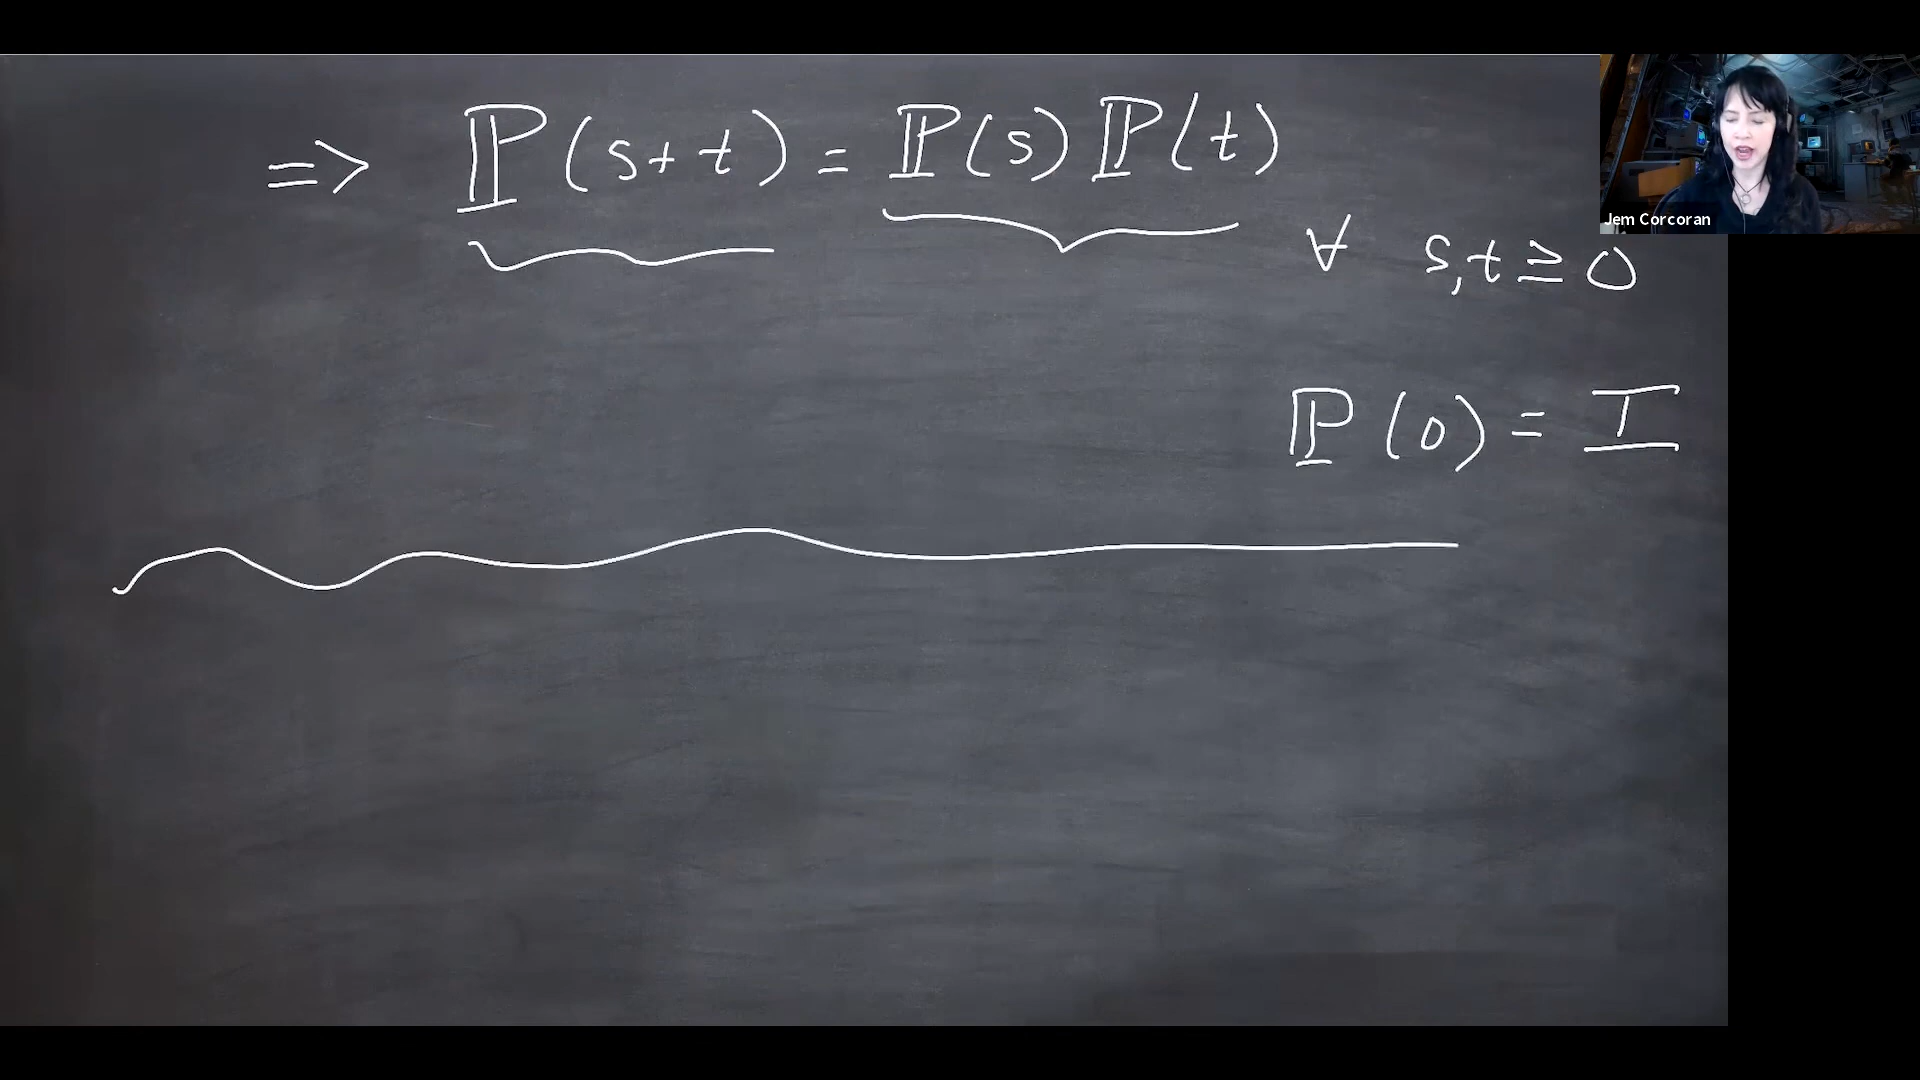 => ℙ(s+t) = ℙ(s)ℙ(t)
Jem Corcoran
∀ s,t ≥ 0
ℙ(0) = I